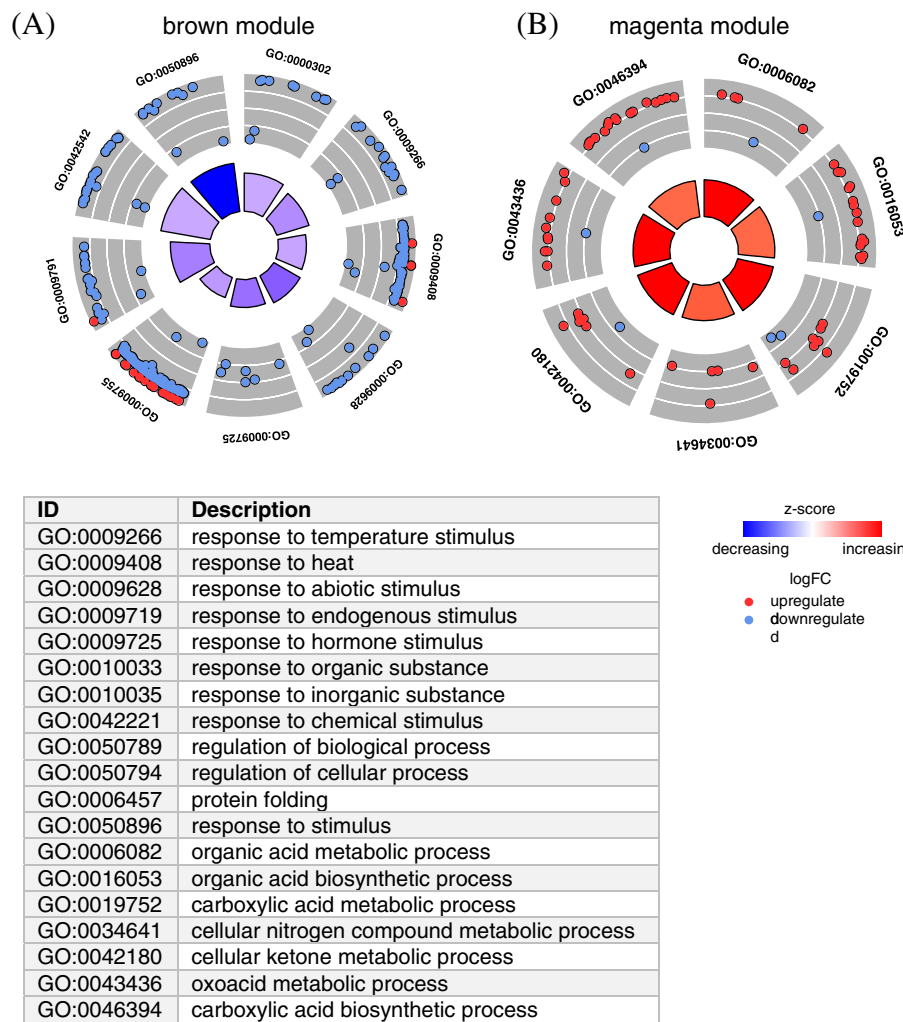 (A) brown module
(B) magenta module
GO:0050896
GO:0000302
GO:0042542
GO:0009266
GO:0009791
GO:0009408
GO:0009755
GO:0009725
GO:0009628
GO:0046394
GO:0006082
GO:0043436
GO:0016053
GO:0042180
GO:0034641
GO:0019752
ID Description
GO:0009266 response to temperature stimulus
GO:0009408 response to heat
GO:0009628 response to abiotic stimulus
GO:0009719 response to endogenous stimulus
GO:0009725 response to hormone stimulus
GO:0010033 response to organic substance
GO:0010035 response to inorganic substance
GO:0042221 response to chemical stimulus
GO:0050789 regulation of biological process
GO:0050794 regulation of cellular process
GO:0006457 protein folding
GO:0050896 response to stimulus
GO:0006082 organic acid metabolic process
GO:0016053 organic acid biosynthetic process
GO:0019752 carboxylic acid metabolic process
GO:0034641 cellular nitrogen compound metabolic process
GO:0042180 cellular ketone metabolic process
GO:0043436 oxoacid metabolic process
GO:0046394 carboxylic acid biosynthetic process
z-score
decreasing increasin
logFC
upregulate
downregulate
d